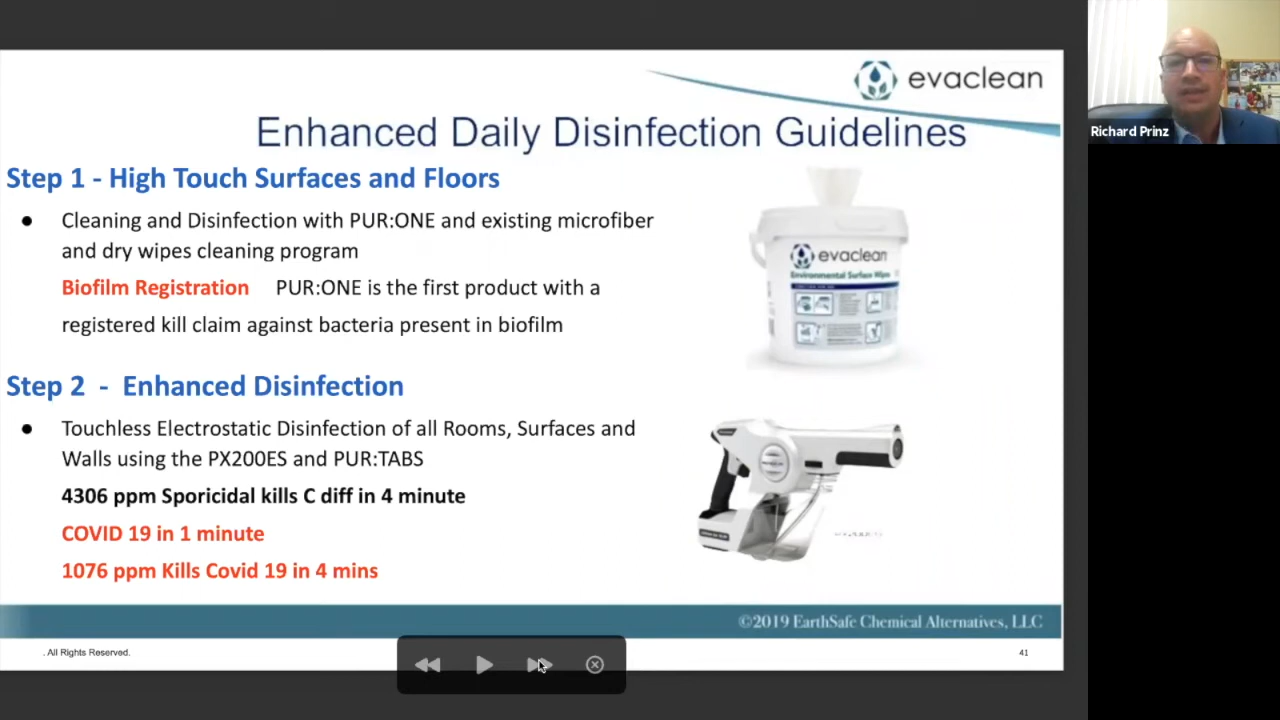 evaclean
Richard Prinz
Enhanced Daily Disinfection Guidelines
Step 1 - High Touch Surfaces and Floors
● Cleaning and Disinfection with PUR:ONE and existing microfiber
and dry wipes cleaning program
Biofilm Registration PUR:ONE is the first product with a
registered kill claim against bacteria present in biofilm
evaclean
Environmental Surface Wipes
Step 2 - Enhanced Disinfection
● Touchless Electrostatic Disinfection of all Rooms, Surfaces and
Walls using the PX200ES and PUR:TABS
4306 ppm Sporicidal kills C diff in 4 minute
COVID 19 in 1 minute
1076 ppm Kills Covid 19 in 4 mins
©2019 EarthSafe Chemical Alternatives, LLC
. All Rights Reserved.
41